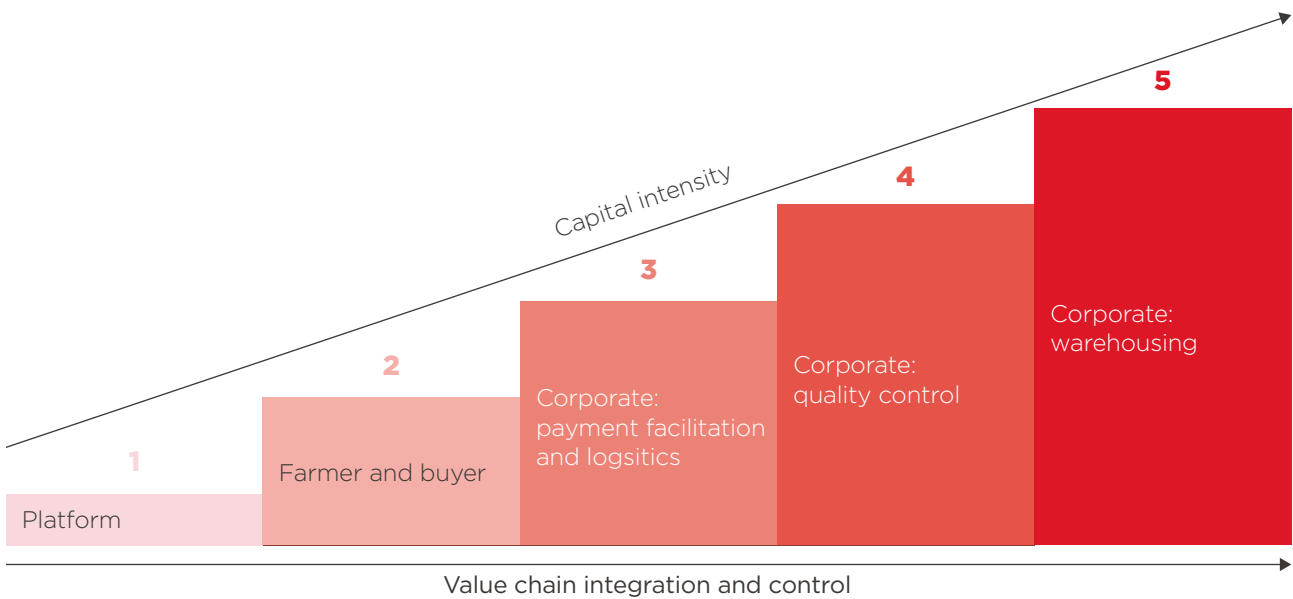 5
4
Capital intensity
3
2
1
Platform
Farmer and buyer
Corporate:
payment facilitation
and logsitics
Corporate:
quality control
Corporate:
warehousing
Value chain integration and control